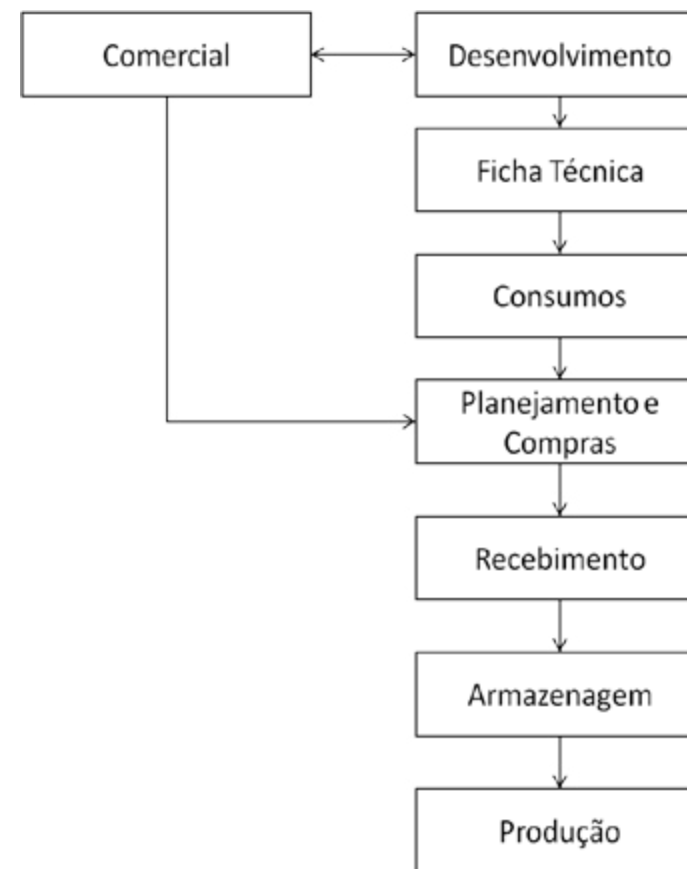 Comercial
Desenvolvimento
Ficha Técnica
Consumos
Planejamento e
Compras
Recebimento
Armazenagem
Produção